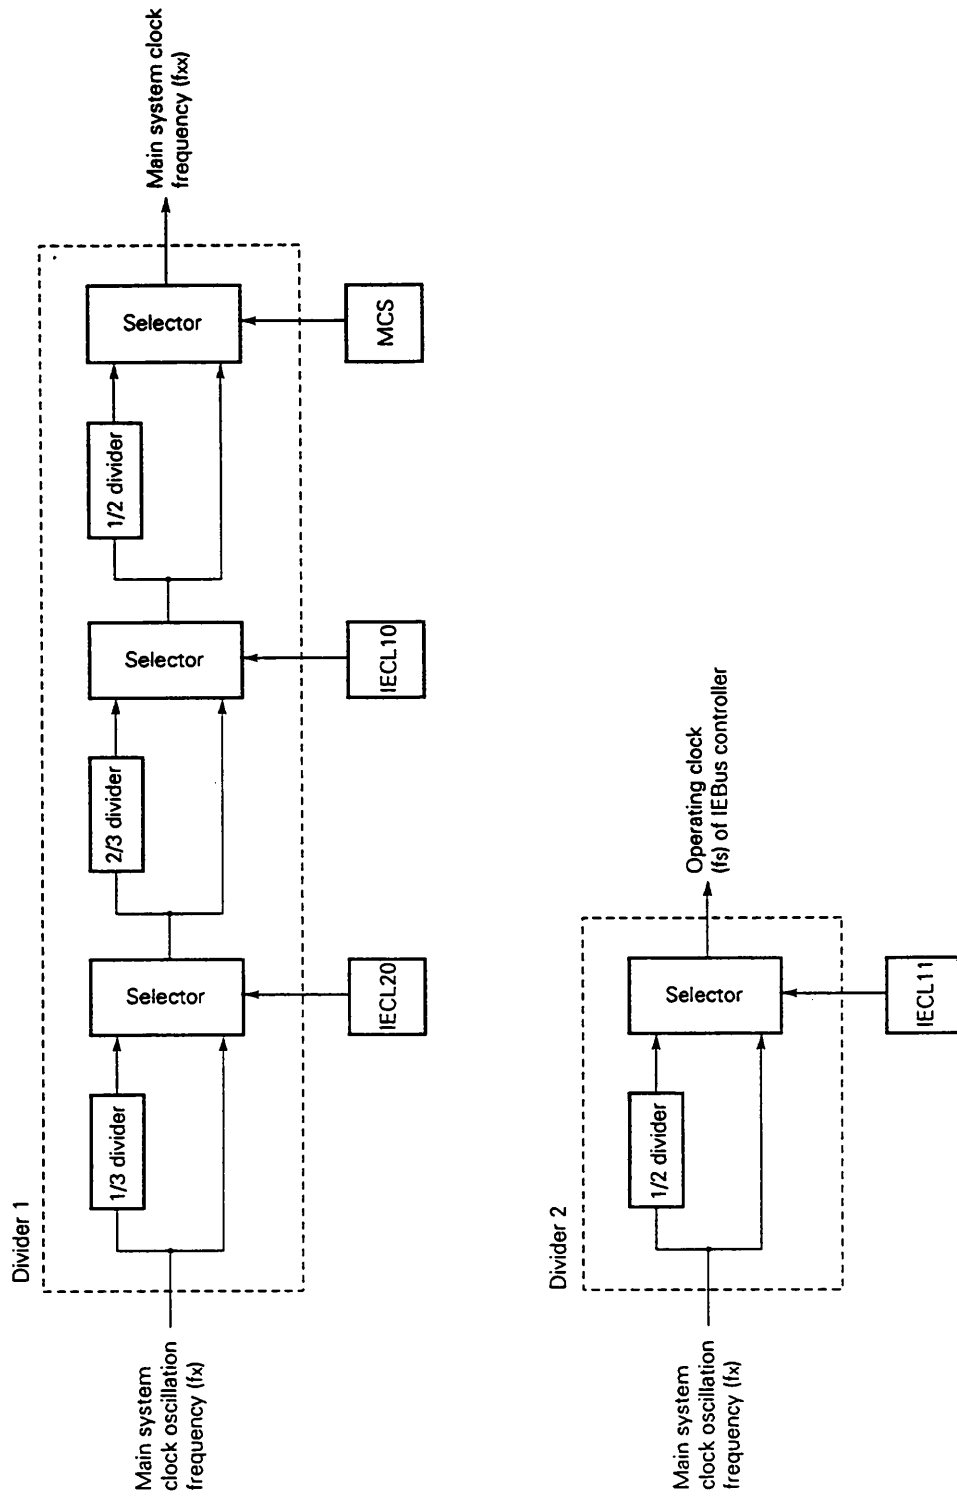 Divider 1
Main system
clock oscillation
frequency (fx)
1/3 divider
Selector
IECL20
2/3 divider
Selector
IECL10
1/2 divider
Selector
MCS
Main system clock
frequency (fxx)
Divider 2
Main system
clock oscillation
frequency (fx)
1/2 divider
Selector
IECL11
Operating clock
(fs) of IEBus controller